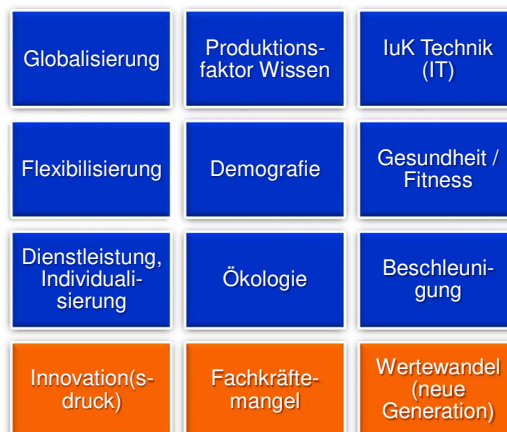 Globalisierung
Produktions-
faktor Wissen
IuK Technik
(IT)
Flexibilisierung
Demografie
Gesundheit /
Fitness
Dienstleistung,
Individuali-
sierung
Ökologie
Beschleuni-
gung
Innovation(s-
druck)
Fachkräfte-
mangel
Wertewandel
(neue
Generation)